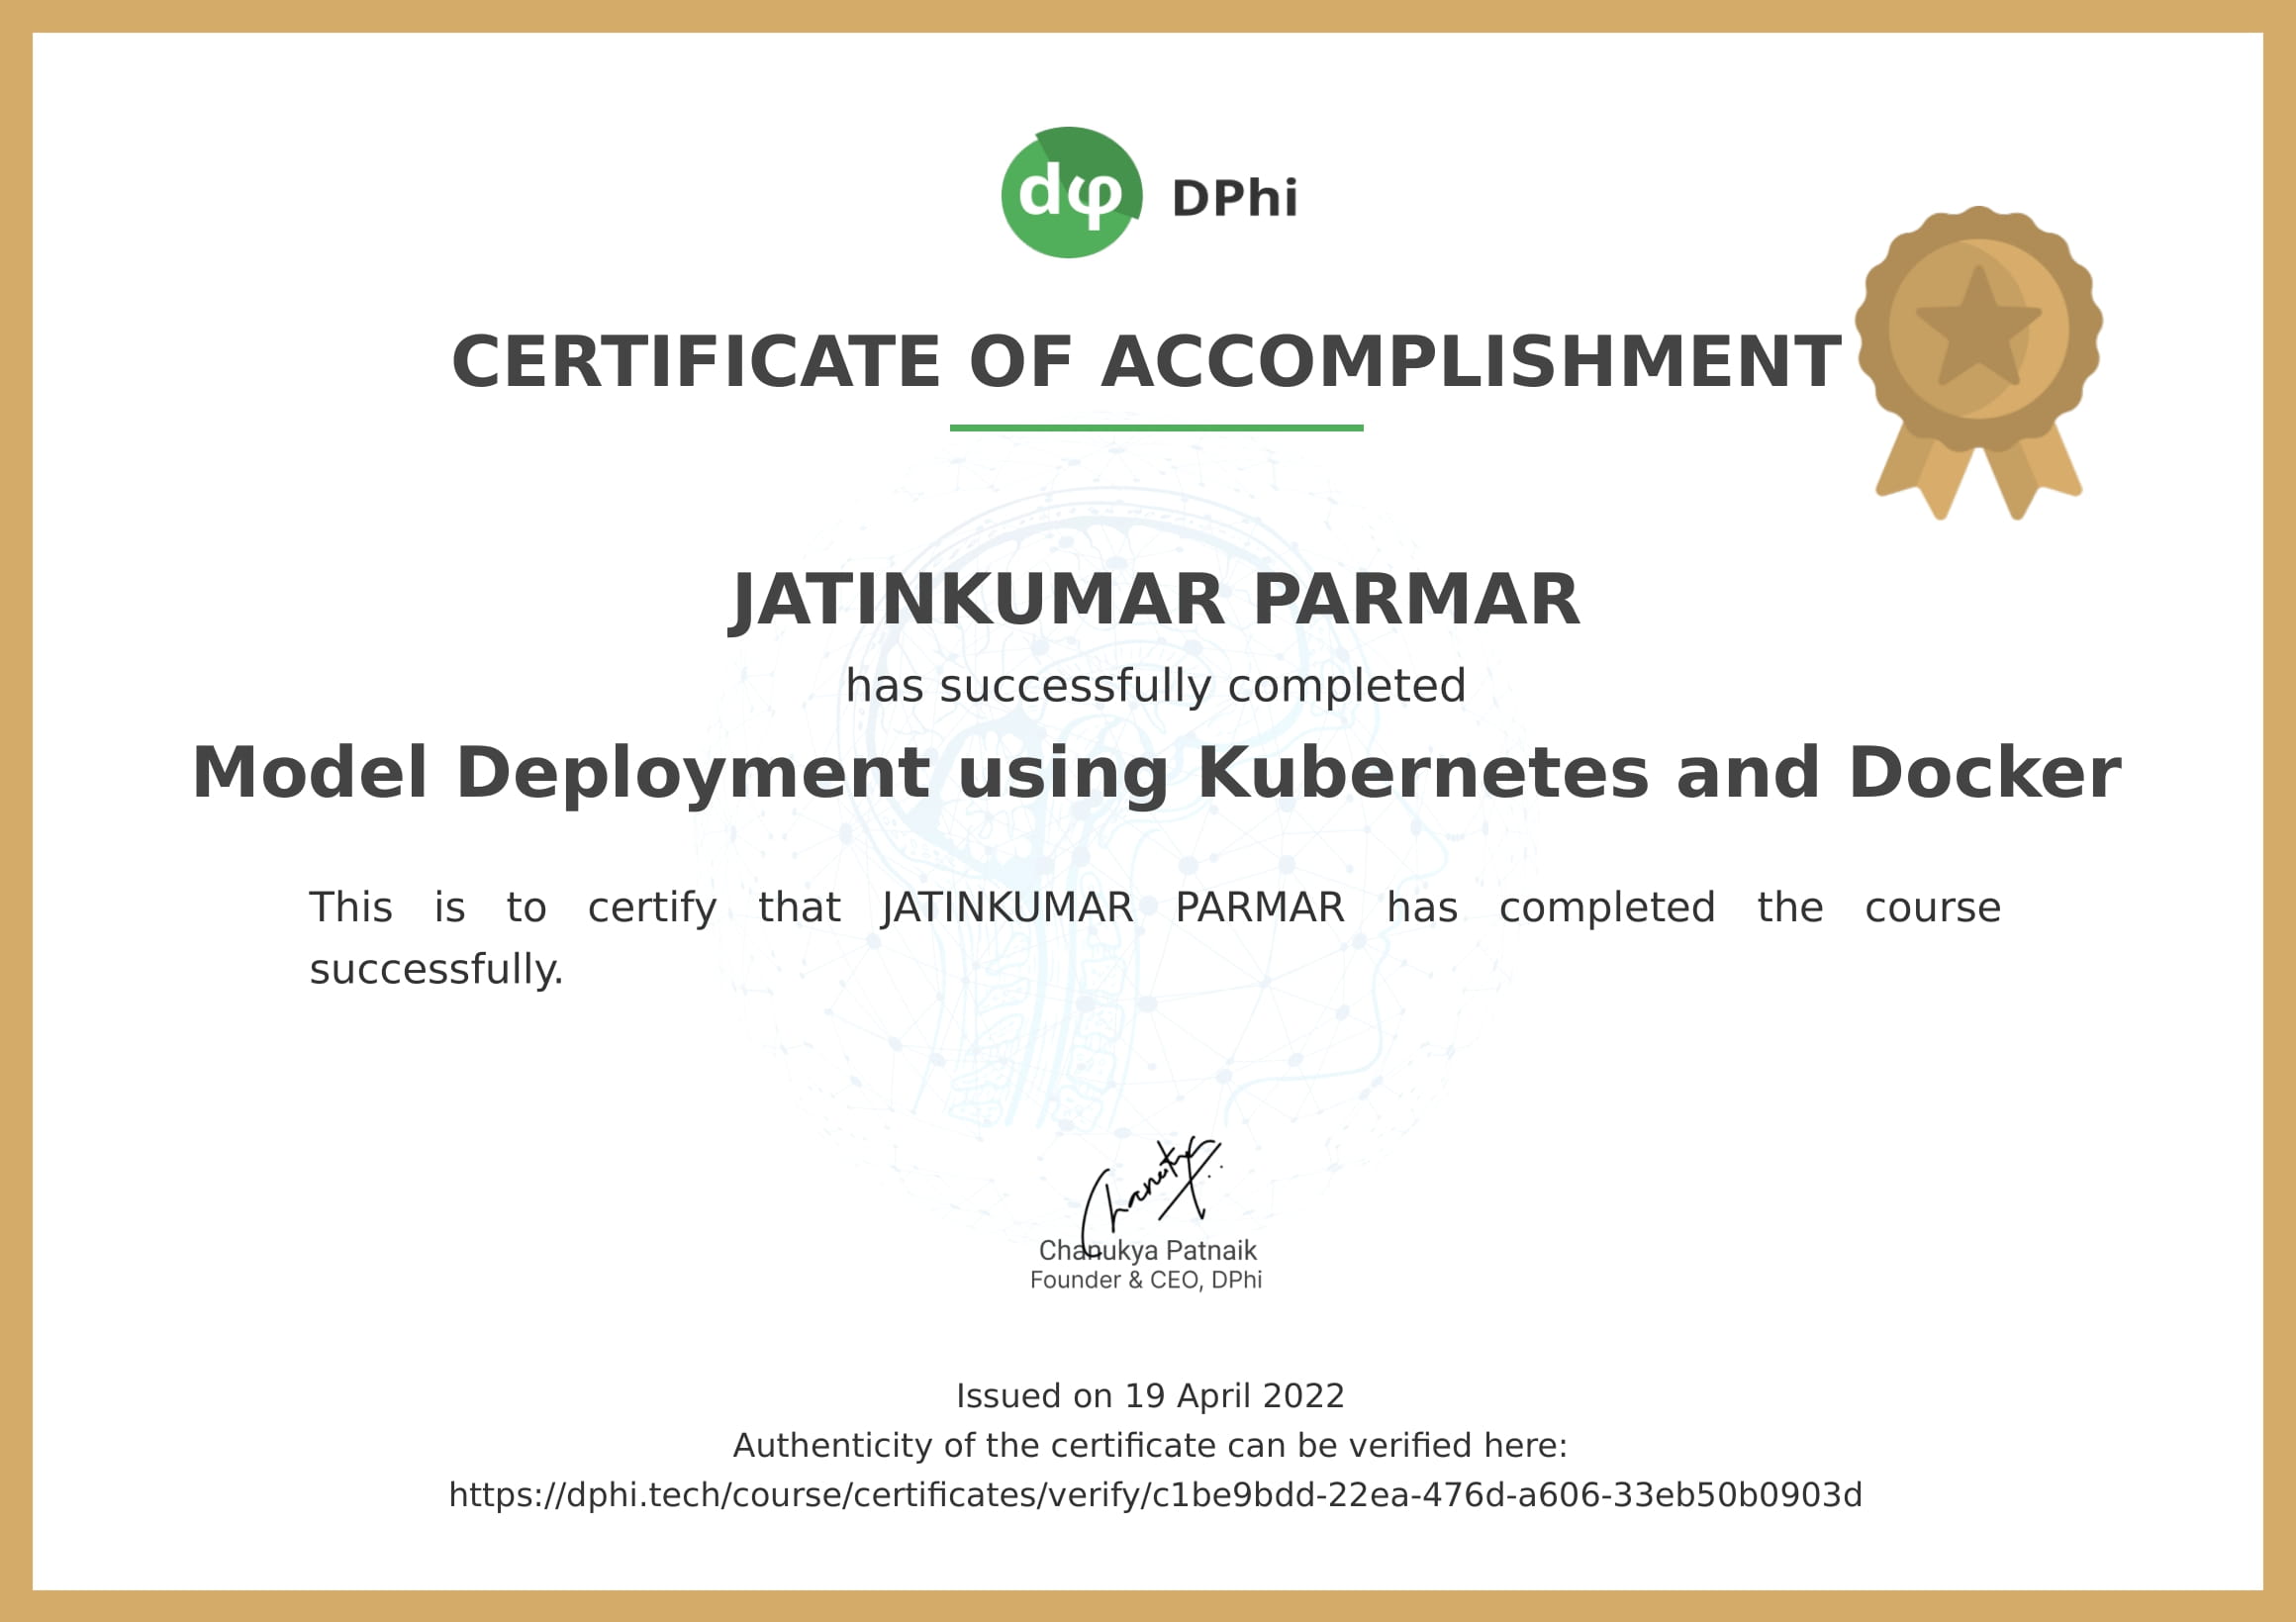 dφ DPhi
CERTIFICATE OF ACCOMPLISHMENT
JATINKUMAR PARMAR
has successfully completed
Model Deployment using Kubernetes and Docker
This is to certify that JATINKUMAR PARMAR has completed the course
successfully.
Chanukya Patnaik
Founder & CEO, DPhi
Issued on 19 April 2022
Authenticity of the certificate can be verified here:
https://dphi.tech/course/certificates/verify/c1be9bdd-22ea-476d-a606-33eb50b0903d